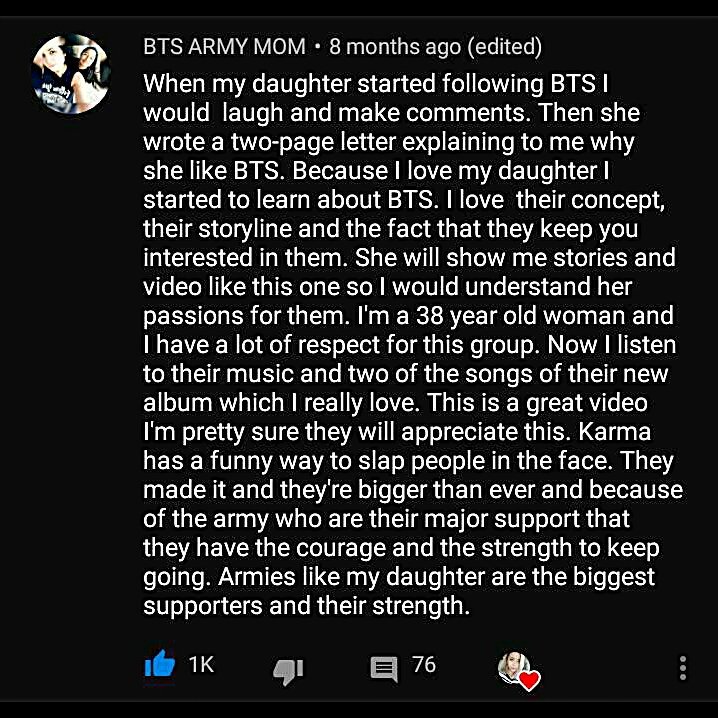 BTS ARMY MOM • 8 months ago (edited)
When my daughter started following BTS I
would laugh and make comments. Then she
wrote a two-page letter explaining to me why
she like BTS. Because I love my daughter I
started to learn about BTS. I love their concept,
their storyline and the fact that they keep you
interested in them. She will show me stories and
video like this one so I would understand her
passions for them. I'm a 38 year old woman and
I have a lot of respect for this group. Now I listen
to their music and two of the songs of their new
album which I really love. This is a great video
I'm pretty sure they will appreciate this. Karma
has a funny way to slap people in the face. They
made it and they're bigger than ever and because
of the army who are their major support that
they have the courage and the strength to keep
going. Armies like my daughter are the biggest
supporters and their strength.
1K 76